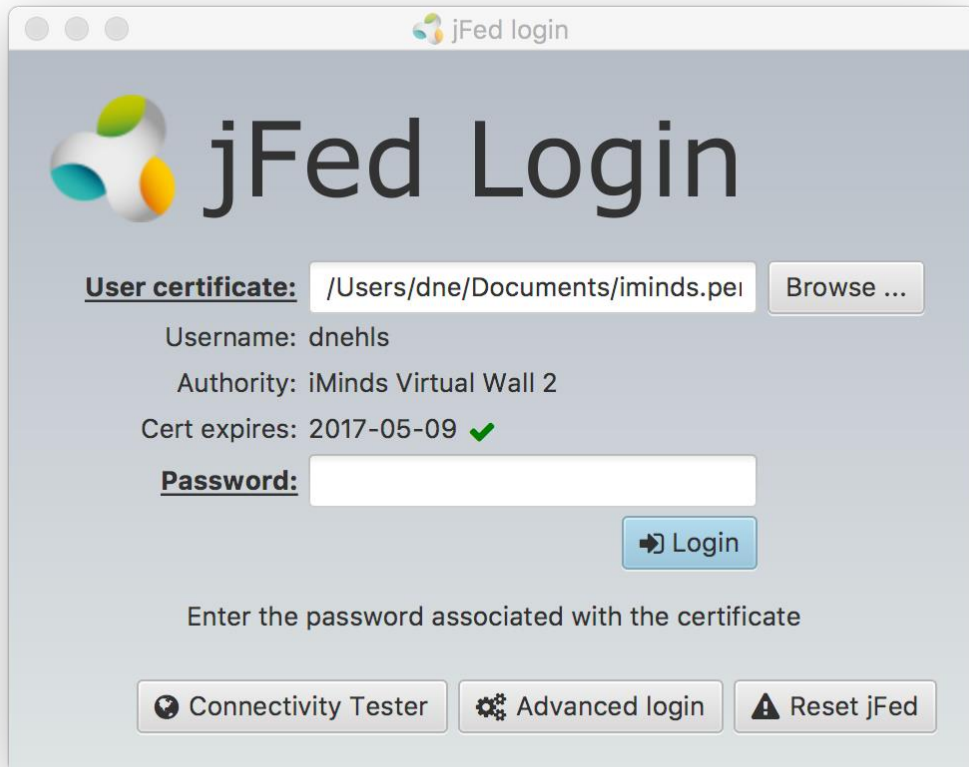 jFed login
jFed Login
User certificate: /Users/dne/Documents/iminds.per Browse ...
Username: dnehls
Authority: iMinds Virtual Wall 2
Cert expires: 2017-05-09
Password:
Login
Enter the password associated with the certificate
Connectivity Tester Advanced login Reset jFed